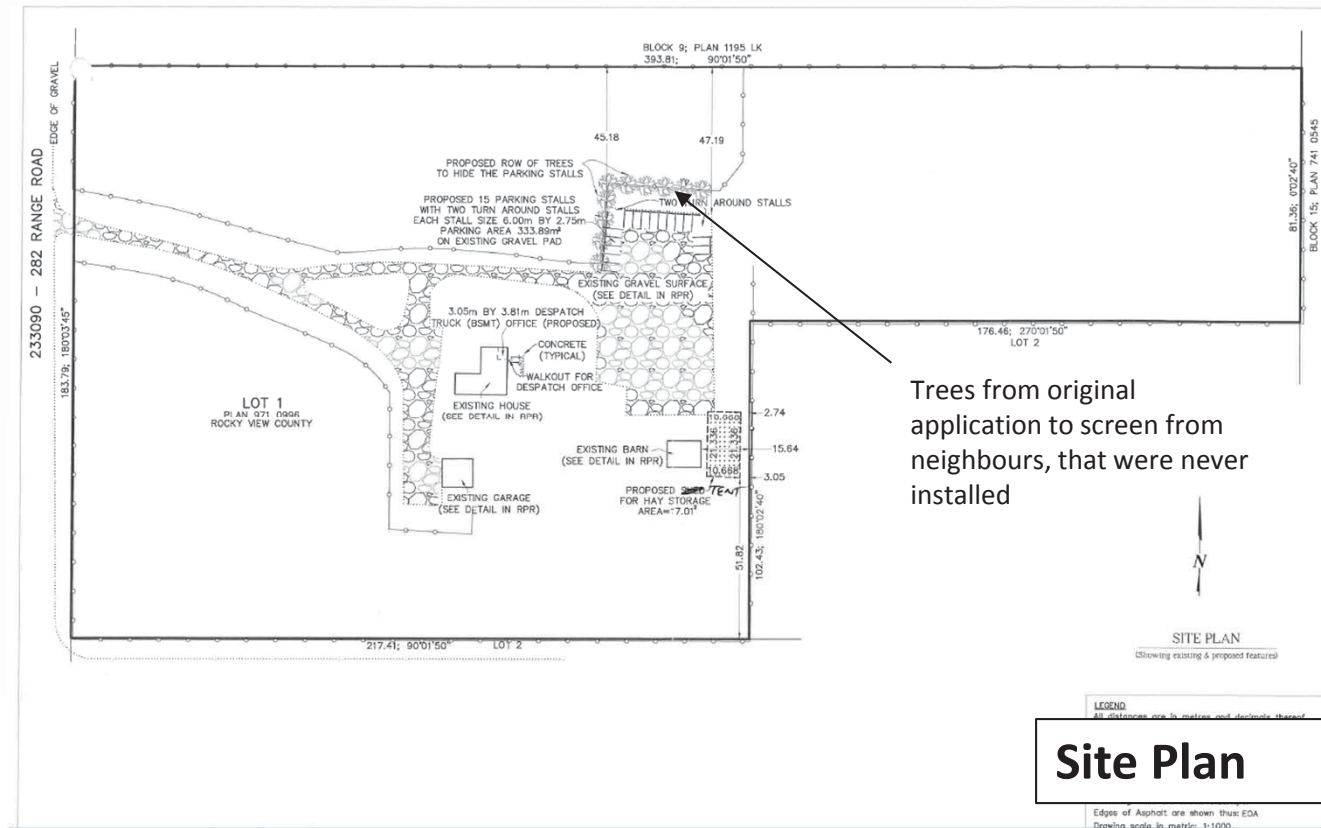 BLOCK 9; PLAN 1195 LK
393.81; 90°01'50"
EDGE OF GRAVEL
233090 - 282 RANGE ROAD
183.79; 180°03'45"
45.18
47.19
PROPOSED ROW OF TREES
TO HIDE THE PARKING STALLS
TWO TURN AROUND STALLS
PROPOSED 15 PARKING STALLS
WITH TWO TURN AROUND STALLS
EACH STALL SIZE 6.00m BY 2.75m
PARKING AREA 333.89m²
ON EXISTING GRAVEL PAD
81.36; 0°02'40"
BLOCK 15; PLAN 741 0545
EXISTING GRAVEL SURFACE
(SEE DETAIL IN RPR)
3.05m BY 3.81m DESPATCH
TRUCK (BSMT) OFFICE (PROPOSED)
CONCRETE
(TYPICAL)
WALKOUT FOR
DESPATCH OFFICE
EXISTING HOUSE
(SEE DETAIL IN RPR)
176.46; 270°01'50"
LOT 2
LOT 1
PLAN 971 0996
ROCKY VIEW COUNTY
Trees from original
application to screen from
neighbours, that were never
installed
2.74
10.668
21.336
21.336
15.64
EXISTING BARN
(SEE DETAIL IN RPR)
10.668
3.05
PROPOSED TENT
FOR HAY STORAGE
EXISTING GARAGE
(SEE DETAIL IN RPR)
51.82
102.43; 180°02'40"
N
217.41; 90°01'50"
LOT 2
SITE PLAN
(Showing existing & proposed features)
LEGEND
All distances are in metres and decimals thereof
Site Plan
Edges of Asphalt are shown thus: EOA
Drawing scale in metric: 1:1000